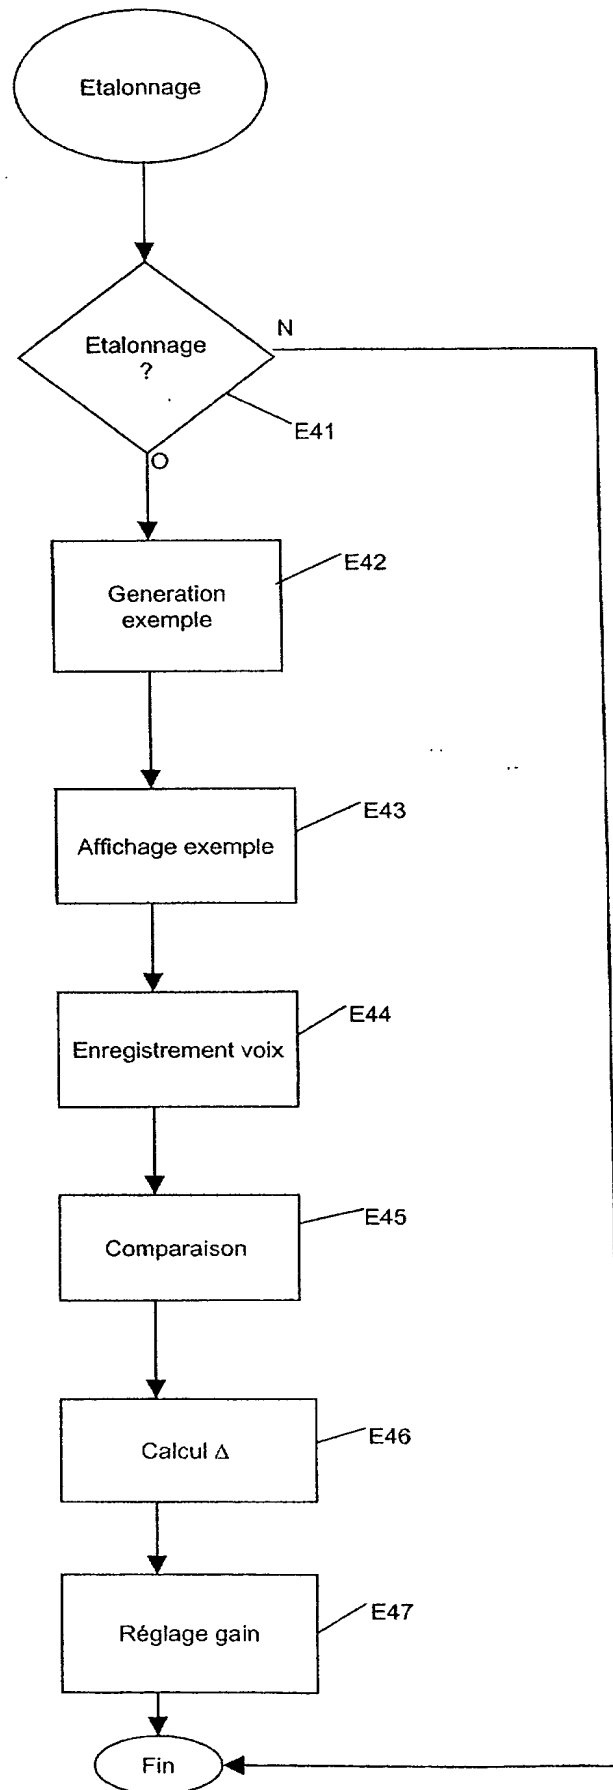 Etalonnage
Etalonnage
?
N
E41
O
E42
Generation
exemple
E43
Affichage exemple
E44
Enregistrement voix
E45
Comparaison
E46
Calcul Δ
E47
Réglage gain
Fin